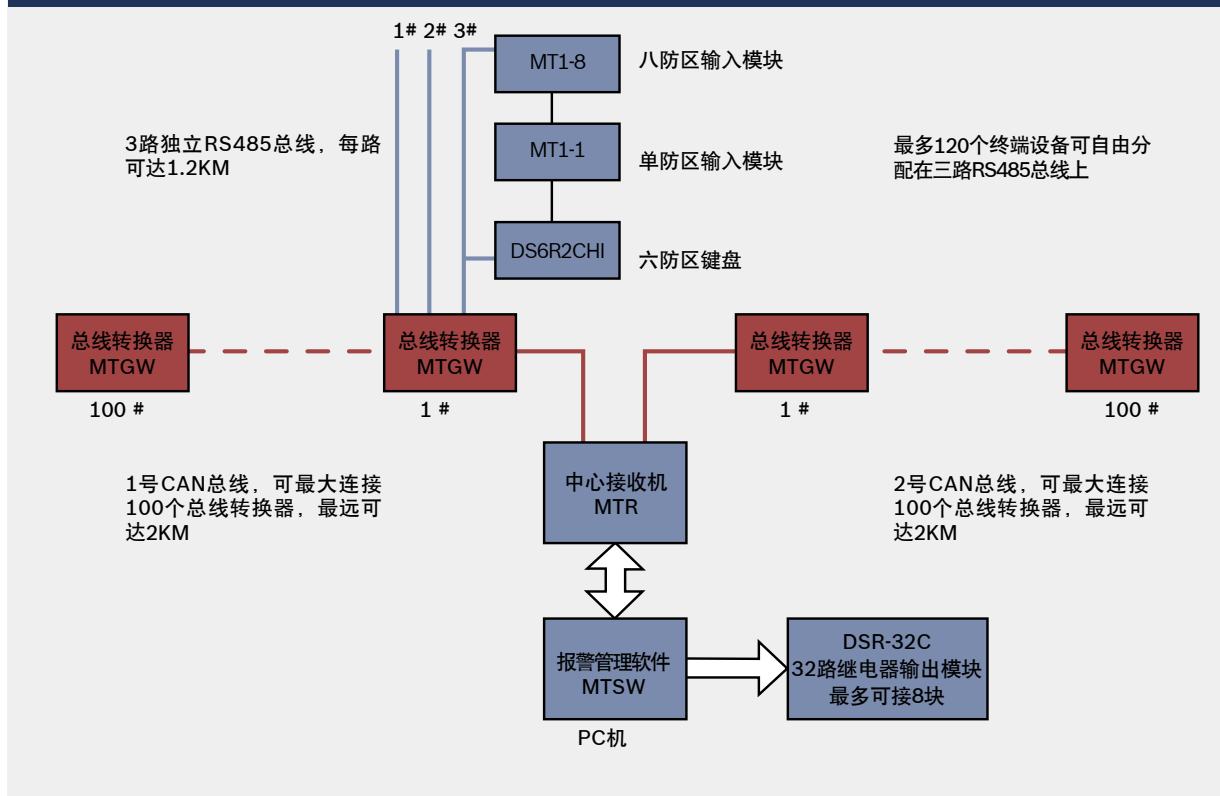 1# 2# 3#
MT1-8
八防区输入模块
3路独立RS485总线，每路
可达1.2KM
MT1-1
单防区输入模块
最多120个终端设备可自由分
配在三路RS485总线上
DS6R2CHI
六防区键盘
总线转换器
MTGW
100 #
总线转换器
MTGW
1 #
总线转换器
MTGW
1 #
总线转换器
MTGW
100 #
1号CAN总线，可最大连接
100个总线转换器，最远可
达2KM
中心接收机
MTR
2号CAN总线，可最大连接
100个总线转换器，最远可
达2KM
报警管理软件
MTSW
PC机
DSR-32C
32路继电器输出模块
最多可接8块